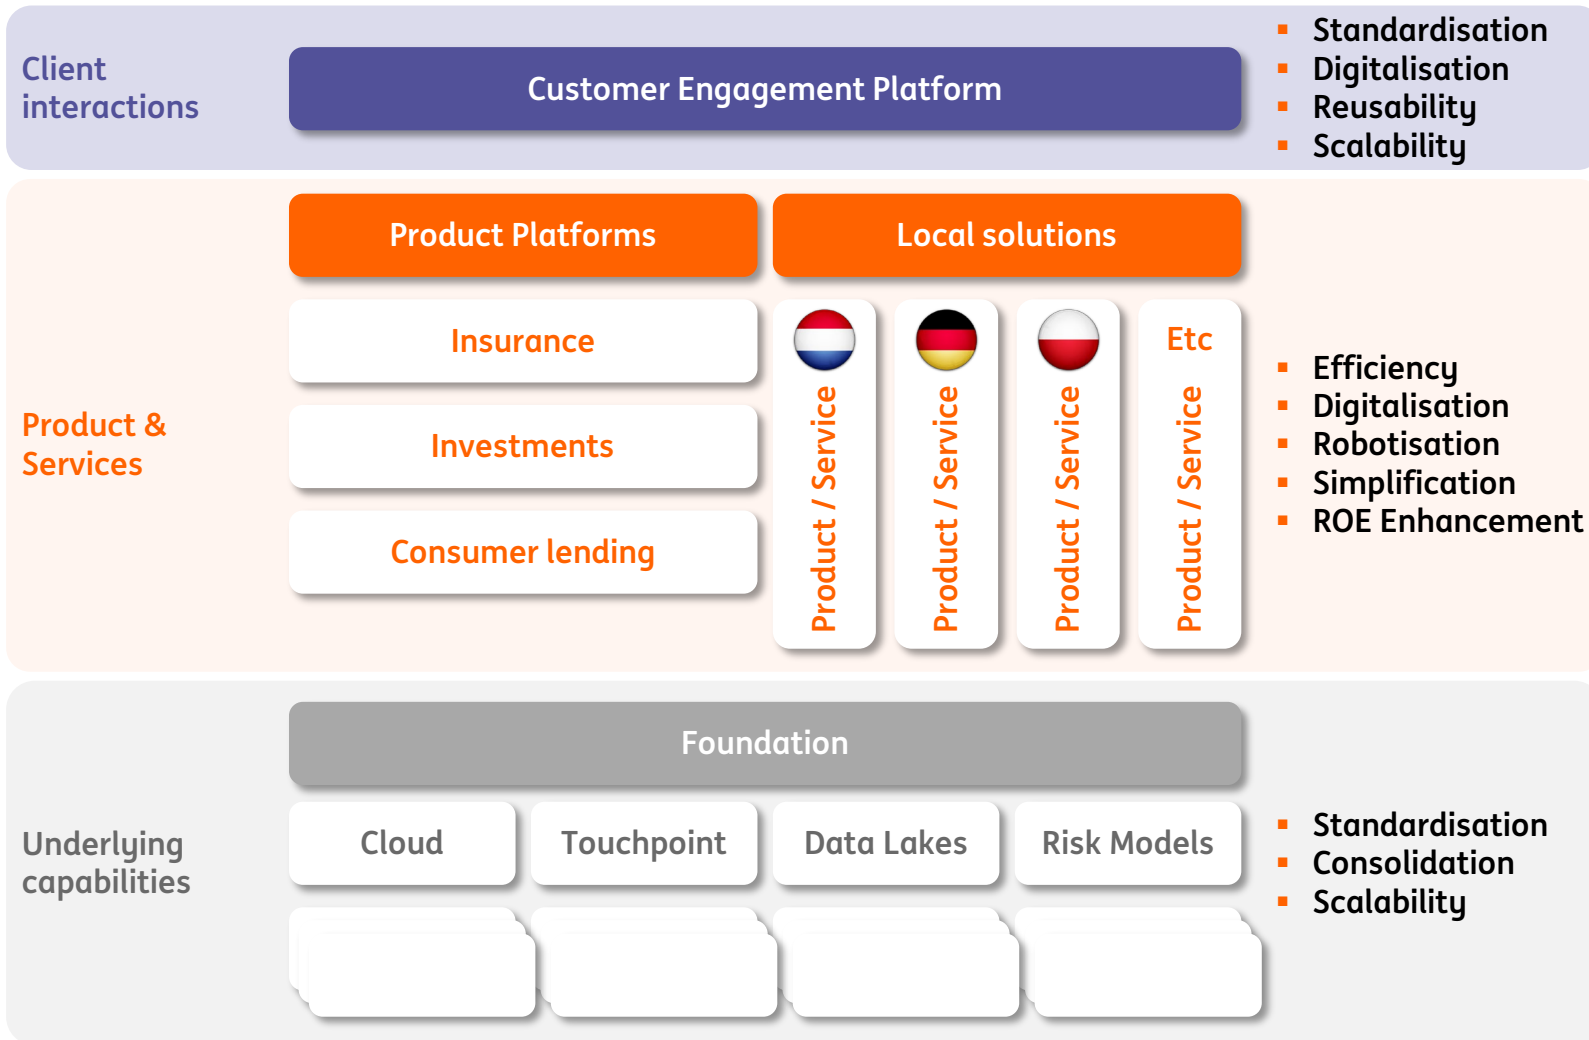 Client
interactions
Customer Engagement Platform
Standardisation
Digitalisation
Reusability
Scalability
Product &
Services
Product Platforms
Local solutions
Insurance
Investments
Consumer lending
Product / Service
Product / Service
Product / Service
Etc
Product / Service
Efficiency
Digitalisation
Robotisation
Simplification
ROE Enhancement
Underlying
capabilities
Foundation
Cloud
Touchpoint
Data Lakes
Risk Models
Standardisation
Consolidation
Scalability